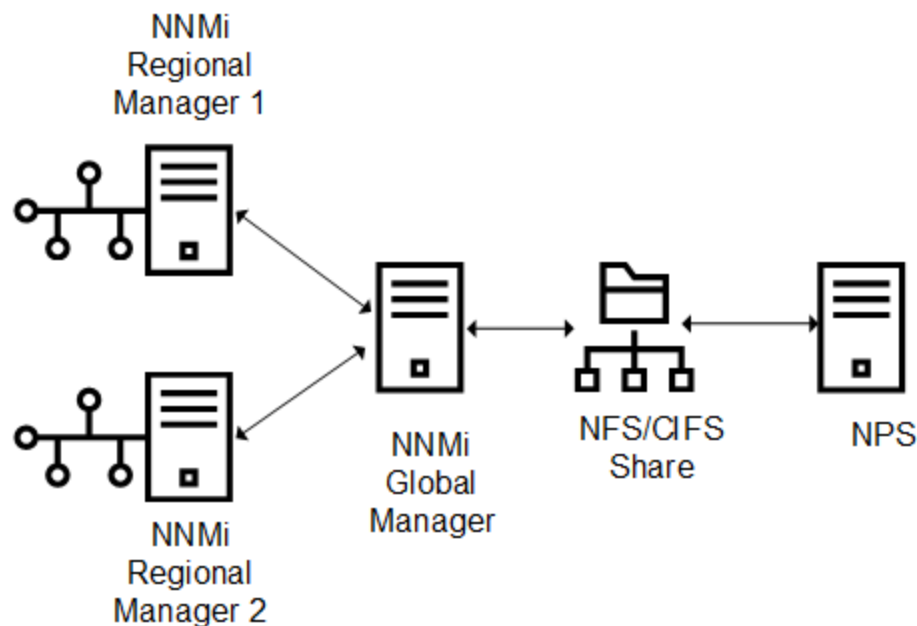 NNMi
Regional
Manager 1
NNMi
Global
Manager
NFS/CIFS
Share
NPS
NNMi
Regional
Manager 2